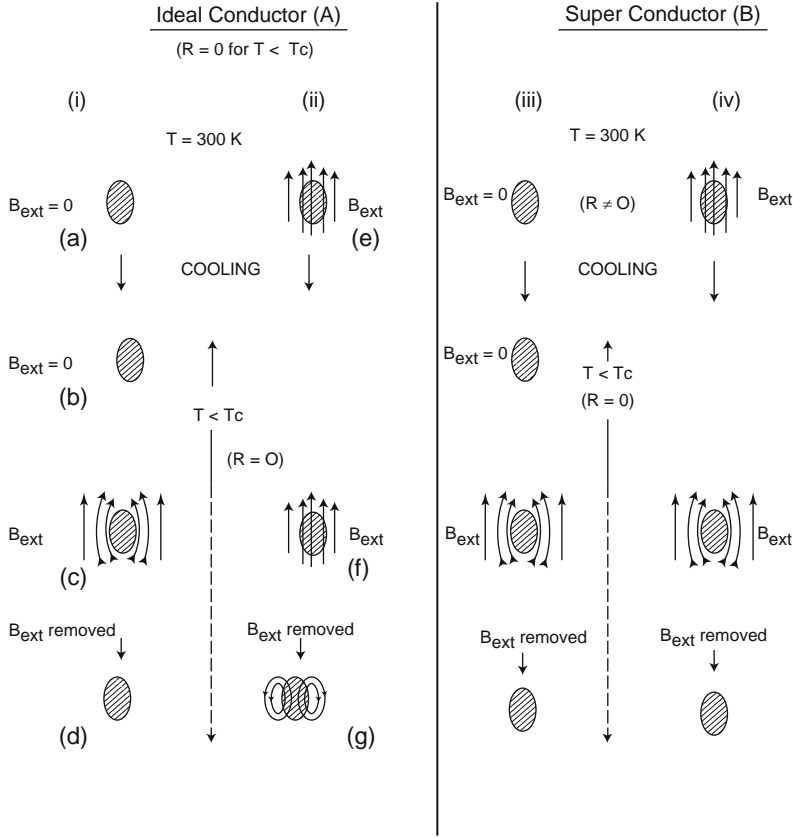 Ideal Conductor (A)
(R = 0 for T < Tc)
(i)
(ii)
T = 300 K
B_ext = 0
(a)
B_ext
(e)
COOLING
B_ext = 0
(b)
T < Tc
(R = O)
B_ext
(c)
B_ext
(f)
B_ext removed
(d)
B_ext removed
(g)
Super Conductor (B)
(iii)
(iv)
T = 300 K
B_ext = 0
(R ≠ O)
B_ext
COOLING
B_ext = 0
T < Tc
(R = 0)
B_ext
B_ext
B_ext removed
B_ext removed